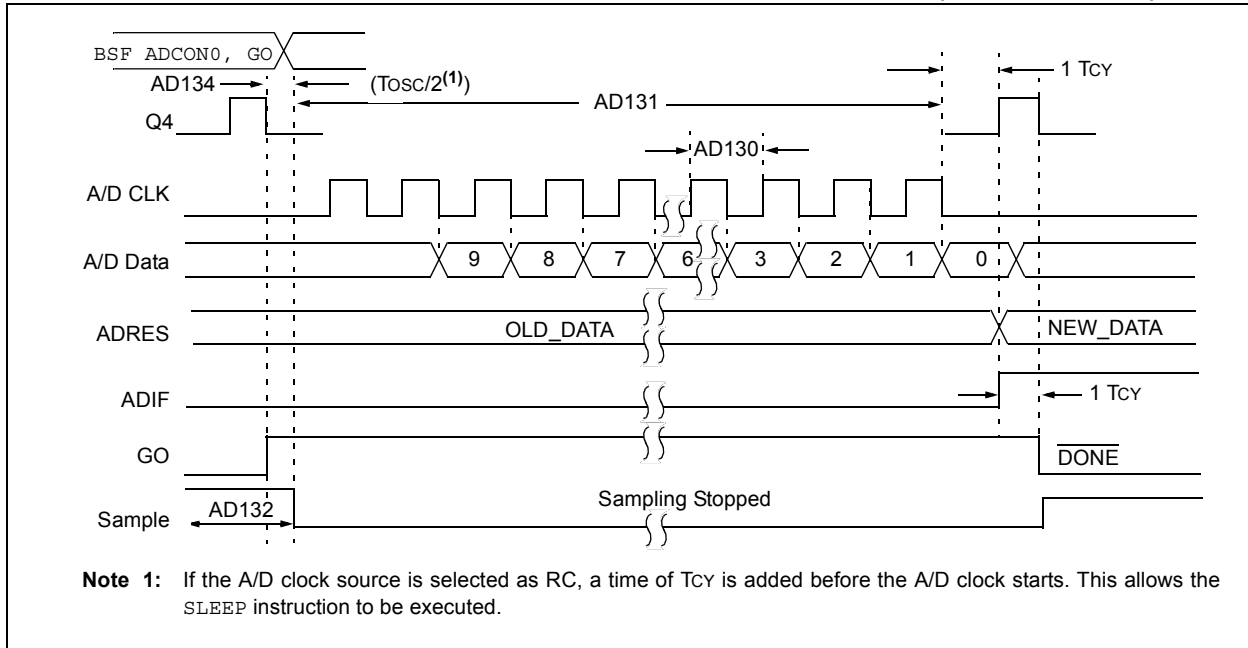 BSF ADCON0, GO
AD134 (TOSC/2(1)) 1 TCY
AD131
Q4
AD130
A/D CLK
A/D Data 9 8 7 6 3 2 1 0
ADRES OLD_DATA NEW_DATA
ADIF 1 TCY
GO DONE
Sample AD132 Sampling Stopped
Note 1: If the A/D clock source is selected as RC, a time of TCY is added before the A/D clock starts. This allows the
SLEEP instruction to be executed.